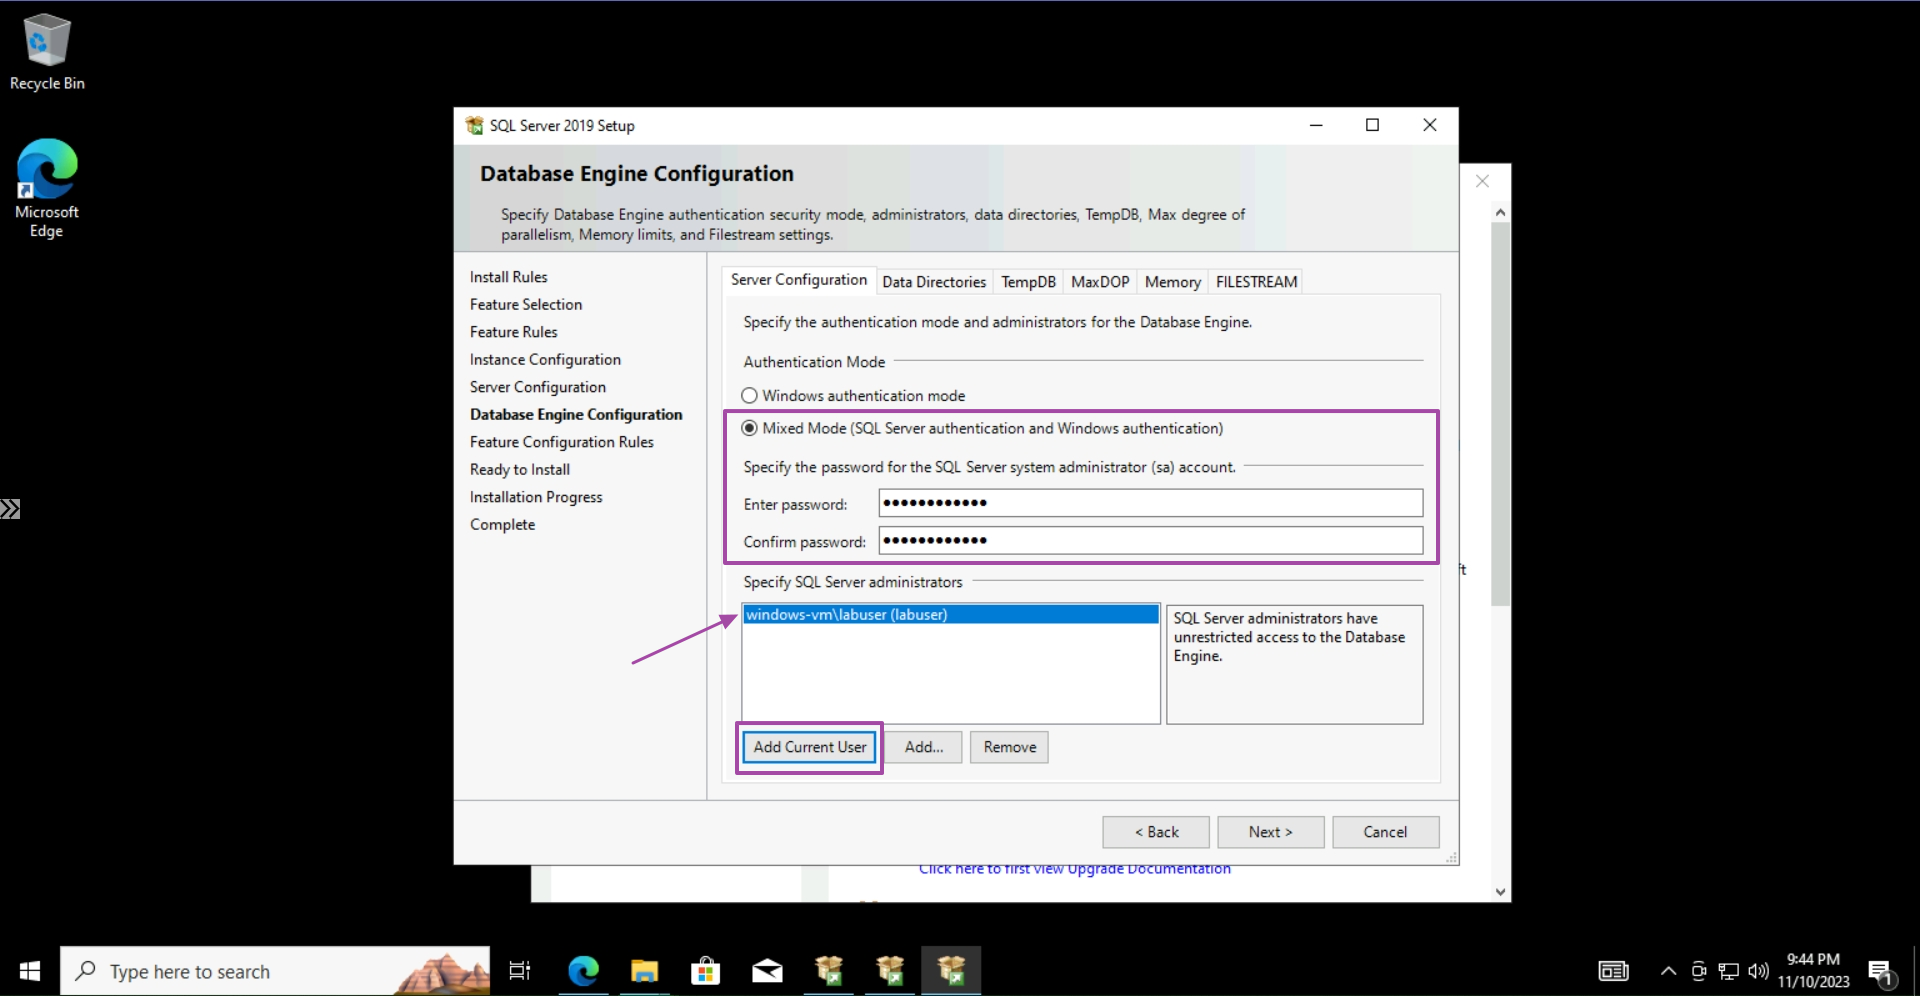 Recycle Bin
Microsoft
Edge
SQL Server 2019 Setup
Database Engine Configuration
Specify Database Engine authentication security mode, administrators, data directories, TempDB, Max degree of
parallelism, Memory limits, and Filestream settings.
Install Rules
Feature Selection
Feature Rules
Instance Configuration
Server Configuration
Database Engine Configuration
Feature Configuration Rules
Ready to Install
Installation Progress
Complete
Server Configuration Data Directories TempDB MaxDOP Memory FILESTREAM
Specify the authentication mode and administrators for the Database Engine.
Authentication Mode
Windows authentication mode
Mixed Mode (SQL Server authentication and Windows authentication)
Specify the password for the SQL Server system administrator (sa) account.
Enter password: ●●●●●●●●●●●●
Confirm password: ●●●●●●●●●●●●
Specify SQL Server administrators
windows-vm\labuser (labuser)
SQL Server administrators have
unrestricted access to the Database
Engine.
Add Current User Add... Remove
< Back Next > Cancel
ft
Click here to first view Upgrade Documentation
Type here to search
9:44 PM
11/10/2023
1